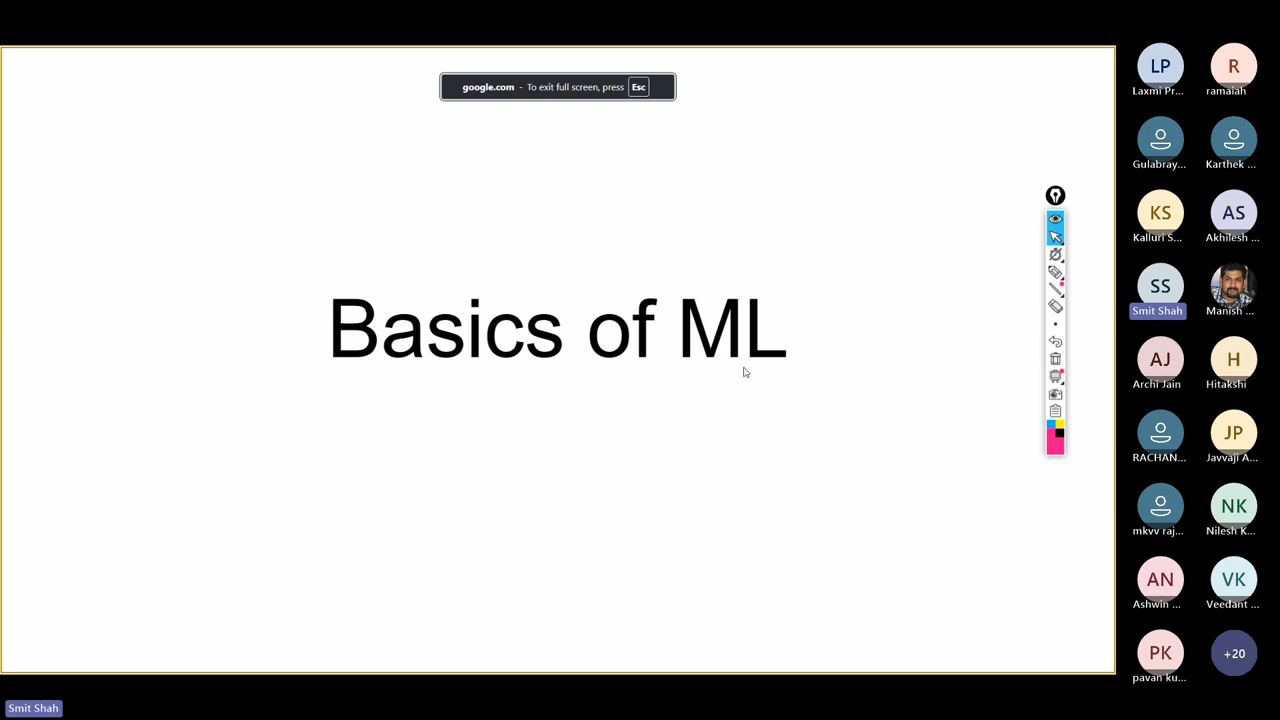 google.com - To exit full screen, press Esc
Basics of ML
LP
Laxmi Pr...
R
ramaiah
Gulabray...
Karthek ...
KS
Kalluri S...
AS
Akhilesh ...
SS
Smit Shah
Manish ...
AJ
Archi Jain
H
Hitakshi
RACHAN...
JP
Javvaji A...
mkvv raj...
NK
Nilesh K...
AN
Ashwin ...
VK
Veedant ...
PK
pavan ku...
+20
Smit Shah